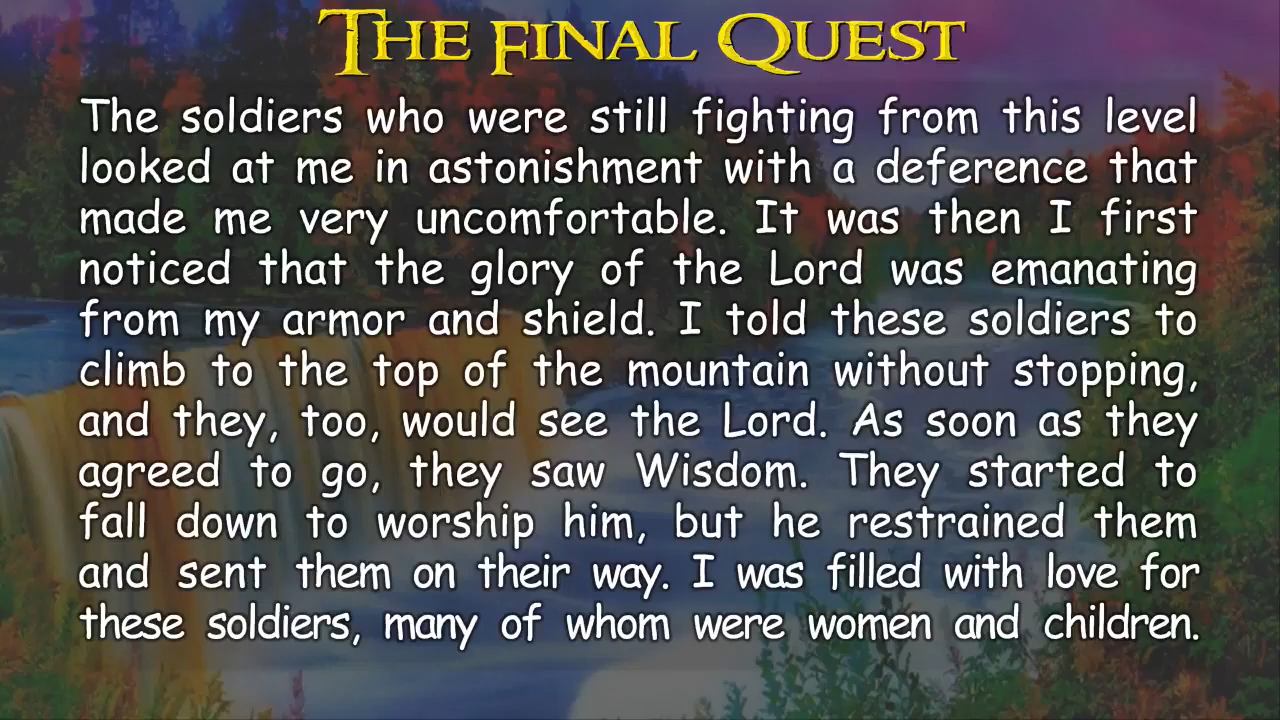 The Final Quest
The soldiers who were still fighting from this level
looked at me in astonishment with a deference that
made me very uncomfortable. It was then I first
noticed that the glory of the Lord was emanating
from my armor and shield. I told these soldiers to
climb to the top of the mountain without stopping,
and they, too, would see the Lord. As soon as they
agreed to go, they saw Wisdom. They started to
fall down to worship him, but he restrained them
and sent them on their way. I was filled with love for
these soldiers, many of whom were women and children.